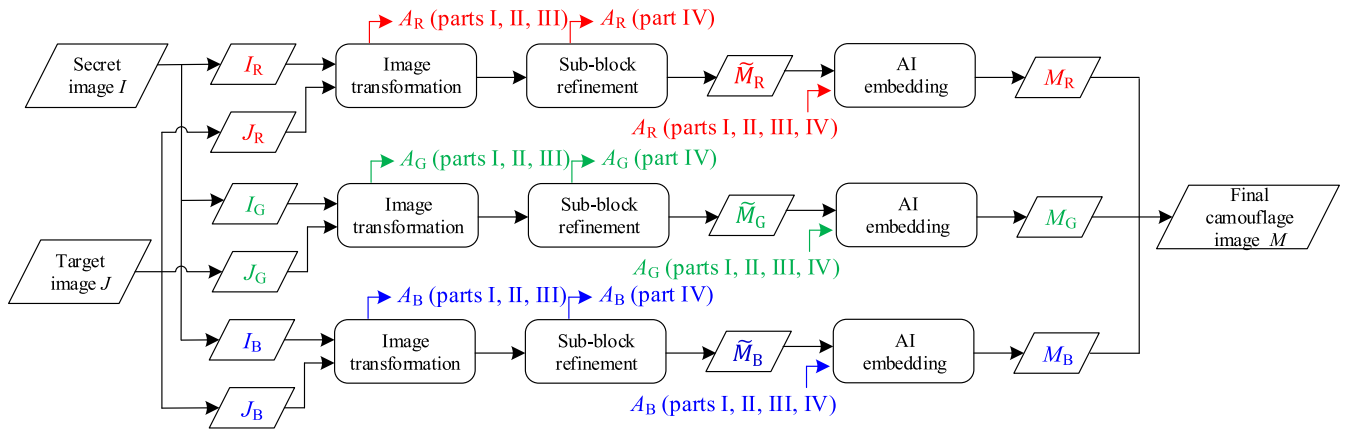 A_R (parts I, II, III)
A_R (part IV)
Secret
image I
I_R
Image
transformation
Sub-block
refinement
M̃_R
AI
embedding
M_R
J_R
A_R (parts I, II, III, IV)
A_G (parts I, II, III)
A_G (part IV)
I_G
Image
transformation
Sub-block
refinement
M̃_G
AI
embedding
M_G
Final
camouflage
image M
Target
image J
J_G
A_G (parts I, II, III, IV)
A_B (parts I, II, III)
A_B (part IV)
I_B
Image
transformation
Sub-block
refinement
M̃_B
AI
embedding
M_B
J_B
A_B (parts I, II, III, IV)